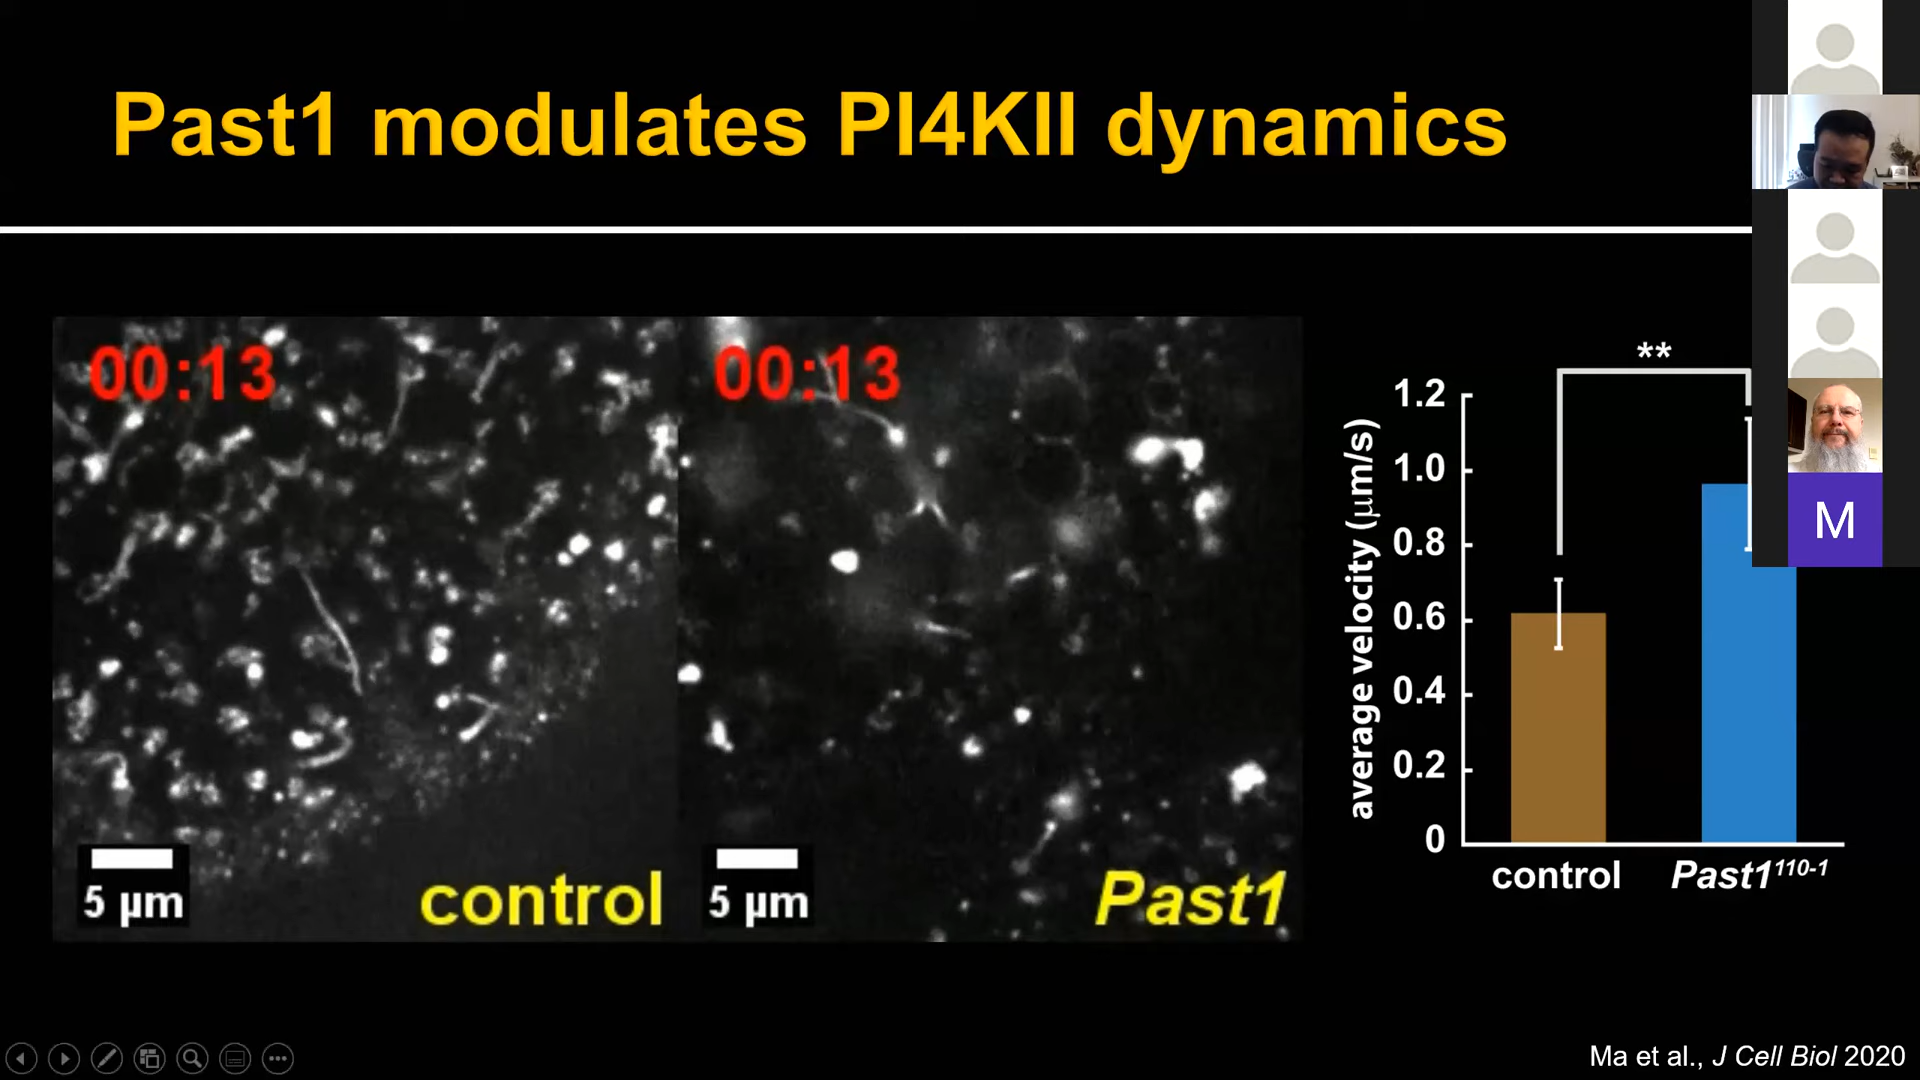 Past1 modulates PI4KII dynamics
00:13
00:13
5 µm
control
5 µm
Past1
**
average velocity (µm/s)
1.2
1.0
0.8
0.6
0.4
0.2
0
control
Past1¹¹⁰⁻¹
M
Ma et al., J Cell Biol 2020